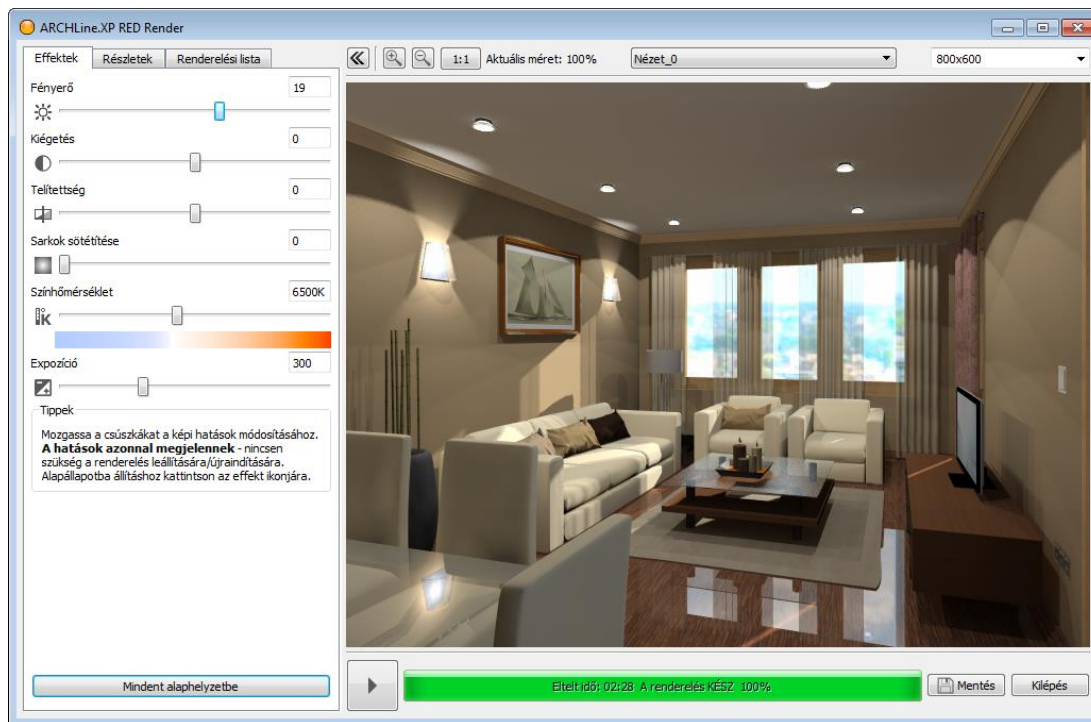 ARCHLine.XP RED Render
Effektek Részletek Renderelési lista
1:1 Aktuális méret: 100% Nézet_0 800x600
Fényerő 19
Kiégetés 0
Telítettség 0
Sarkok sötétítése 0
Színhőmérséklet 6500K
K
Expozíció 300
Tippek
Mozgassa a csúszkákat a képi hatások módosításához.
A hatások azonnal megjelennek - nincsen
szükség a renderelés leállítására/újraindítására.
Alapállapotba állításhoz kattintson az effekt ikonjára.
Mindent alaphelyzetbe
Eltelt idő: 02:28 A renderelés KÉSZ 100%
Mentés Kilépés